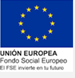 UNIÓN EUROPEA
Fondo Social Europeo
El FSE invierte en tu futuro